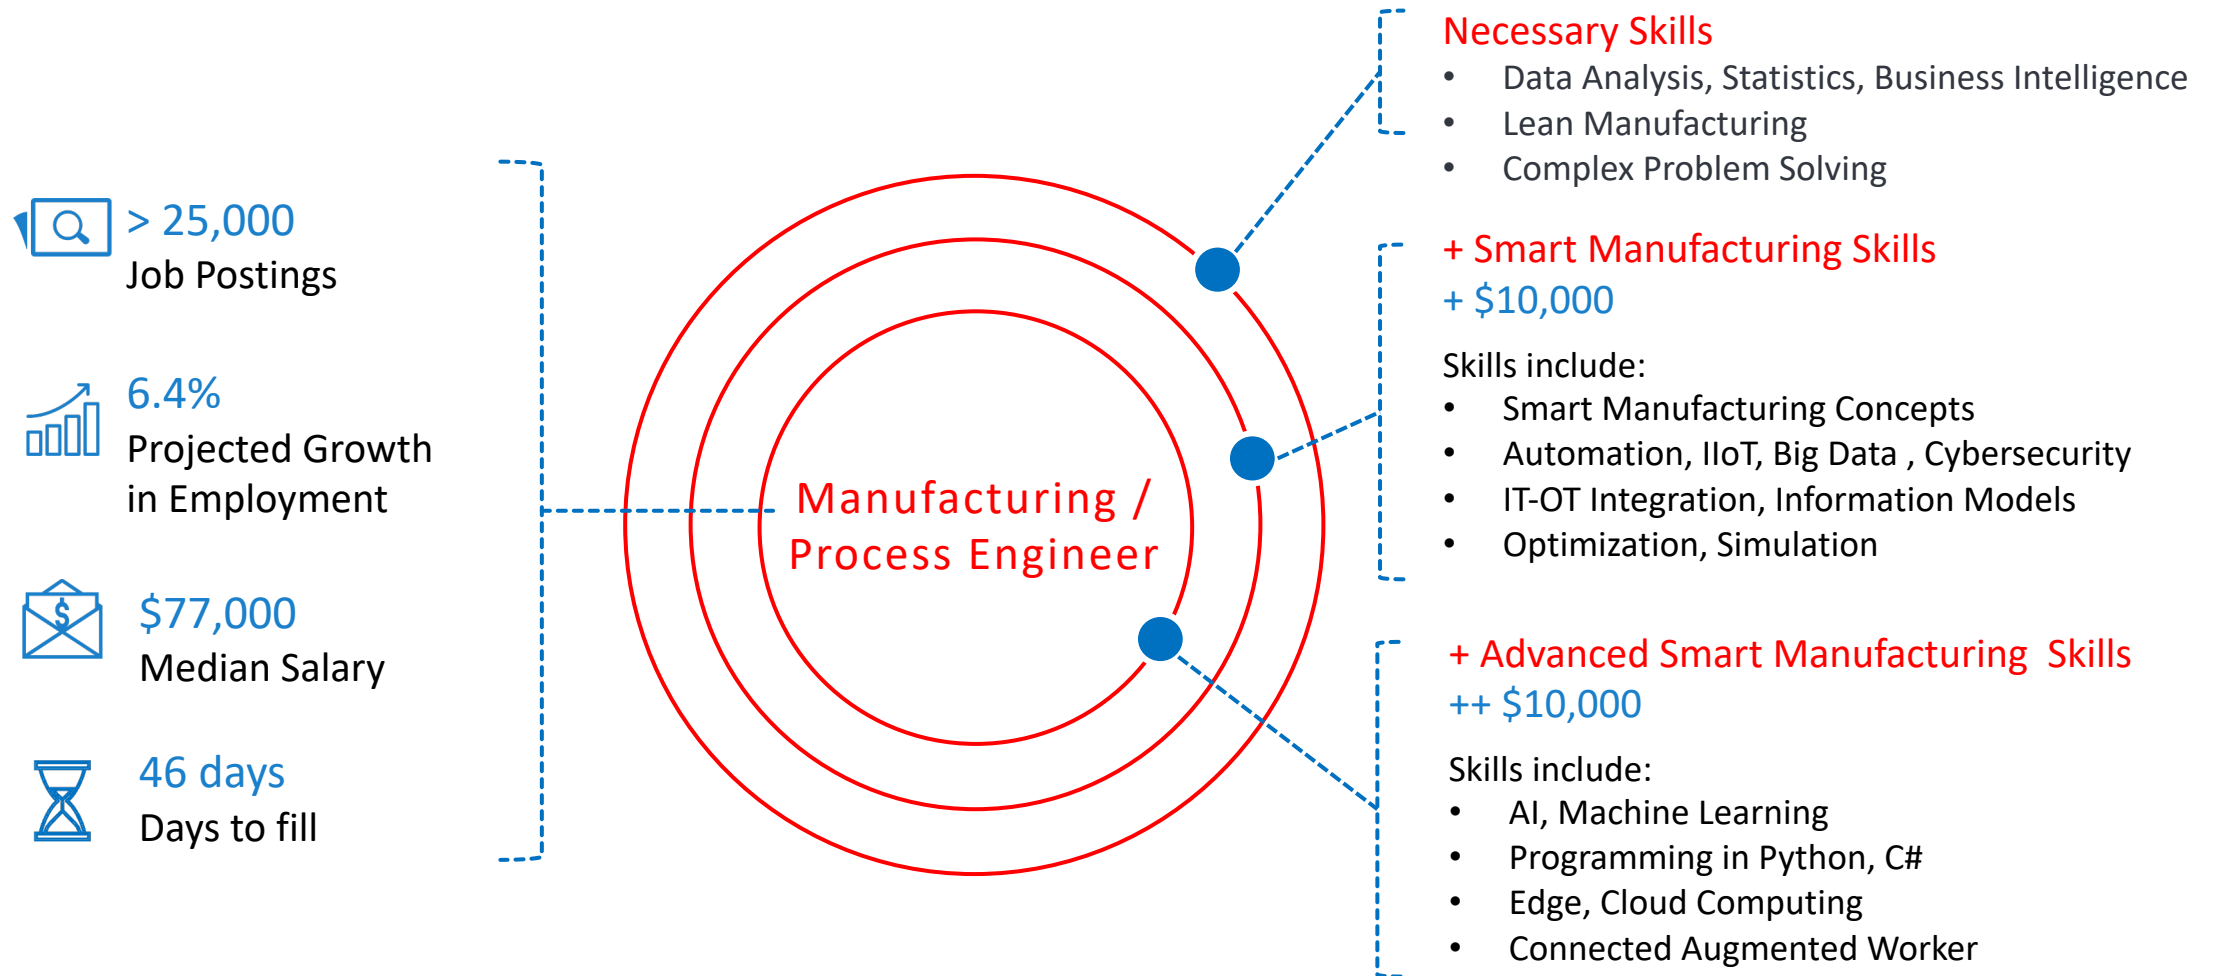 > 25,000
Job Postings
6.4%
Projected Growth
in Employment
$
$77,000
Median Salary
46 days
Days to fill
Manufacturing /
Process Engineer
Necessary Skills
• Data Analysis, Statistics, Business Intelligence
• Lean Manufacturing
• Complex Problem Solving
+ Smart Manufacturing Skills
+ $10,000
Skills include:
• Smart Manufacturing Concepts
• Automation, IIoT, Big Data , Cybersecurity
• IT-OT Integration, Information Models
• Optimization, Simulation
+ Advanced Smart Manufacturing  Skills
++ $10,000
Skills include:
• AI, Machine Learning
• Programming in Python, C#
• Edge, Cloud Computing
• Connected Augmented Worker